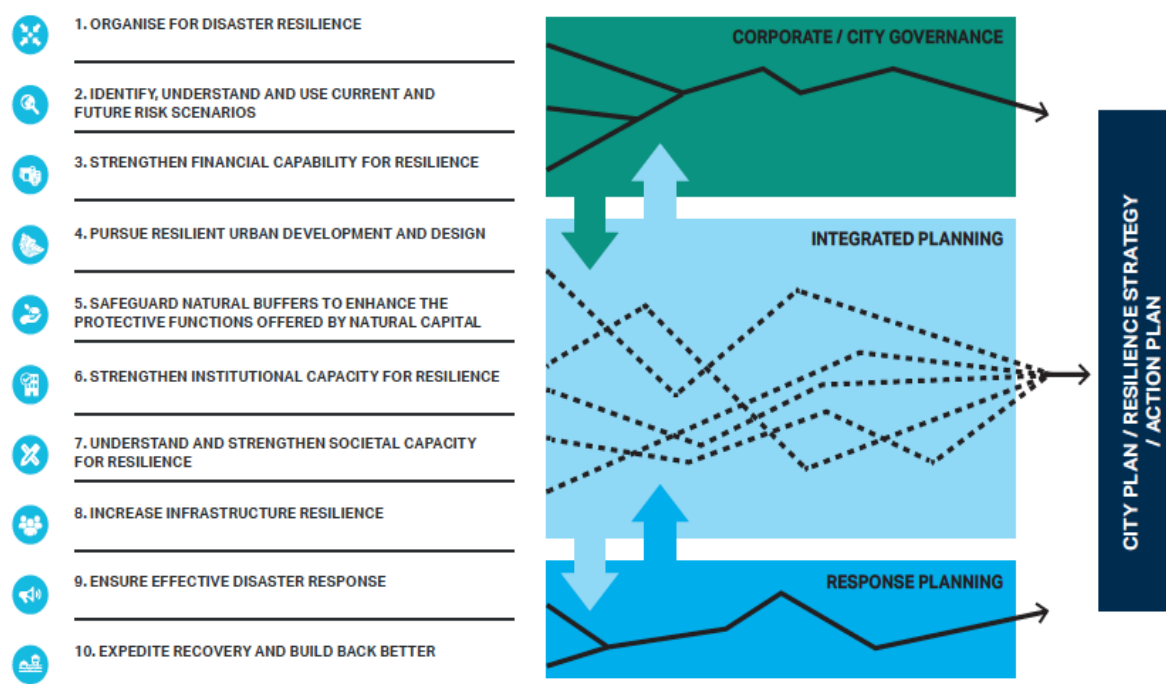 1. ORGANISE FOR DISASTER RESILIENCE
2. IDENTIFY, UNDERSTAND AND USE CURRENT AND
FUTURE RISK SCENARIOS
3. STRENGTHEN FINANCIAL CAPABILITY FOR RESILIENCE
4. PURSUE RESILIENT URBAN DEVELOPMENT AND DESIGN
5. SAFEGUARD NATURAL BUFFERS TO ENHANCE THE
PROTECTIVE FUNCTIONS OFFERED BY NATURAL CAPITAL
6. STRENGTHEN INSTITUTIONAL CAPACITY FOR RESILIENCE
7. UNDERSTAND AND STRENGTHEN SOCIETAL CAPACITY
FOR RESILIENCE
8. INCREASE INFRASTRUCTURE RESILIENCE
9. ENSURE EFFECTIVE DISASTER RESPONSE
10. EXPEDITE RECOVERY AND BUILD BACK BETTER
CORPORATE / CITY GOVERNANCE
INTEGRATED PLANNING
RESPONSE PLANNING
CITY PLAN / RESILIENCE STRATEGY
/ ACTION PLAN